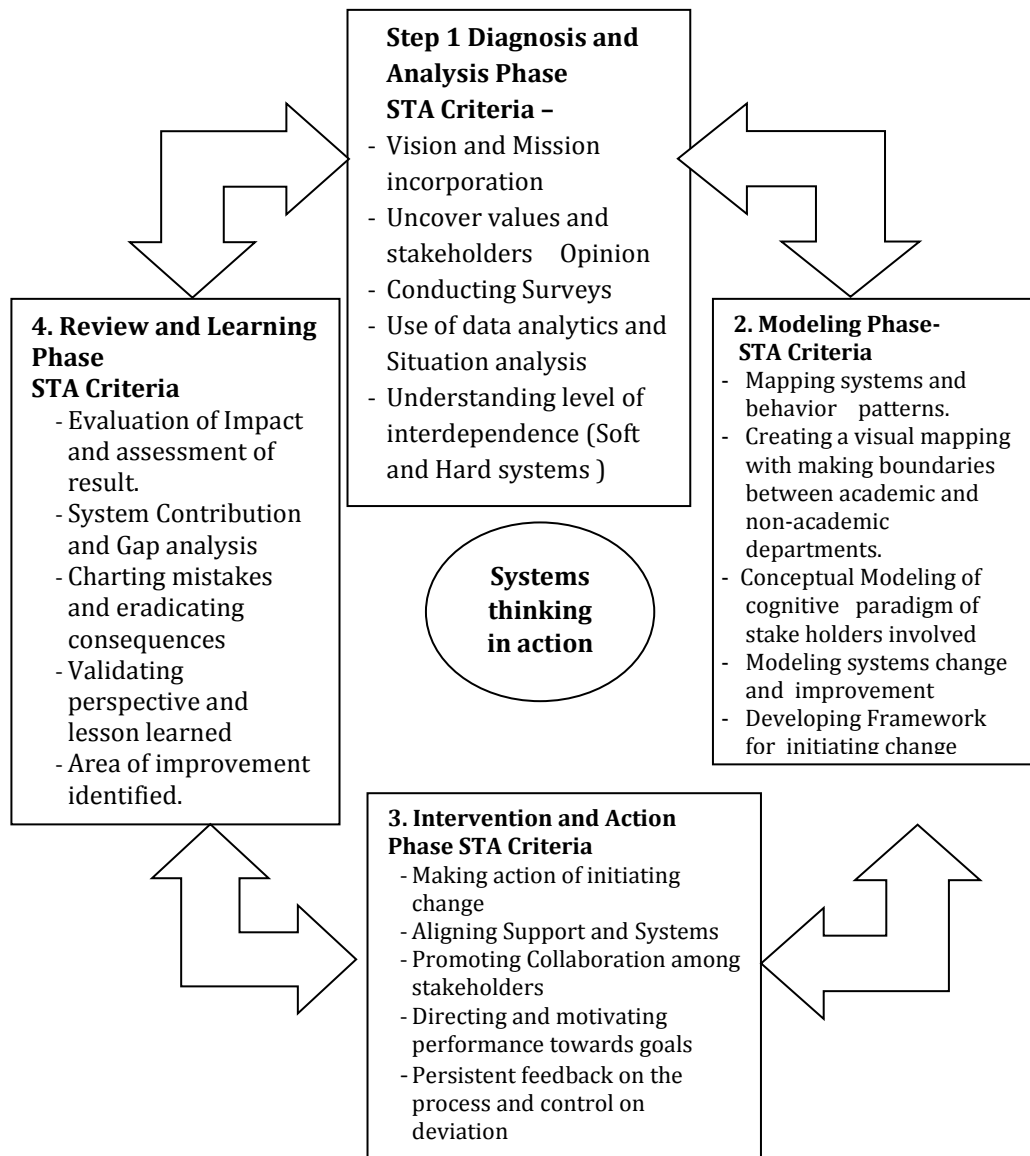 Step 1 Diagnosis and
Analysis Phase
STA Criteria –
- Vision and Mission
incorporation
- Uncover values and
stakeholders Opinion
- Conducting Surveys
- Use of data analytics and
Situation analysis
- Understanding level of
interdependence (Soft
and Hard systems )
2. Modeling Phase-
STA Criteria
- Mapping systems and
behavior patterns.
- Creating a visual mapping
with making boundaries
between academic and
non-academic
departments.
- Conceptual Modeling of
cognitive paradigm of
stake holders involved
- Modeling systems change
and improvement
- Developing Framework
for initiating change
Systems
thinking
in action
3. Intervention and Action
Phase STA Criteria
- Making action of initiating
change
- Aligning Support and Systems
- Promoting Collaboration among
stakeholders
- Directing and motivating
performance towards goals
- Persistent feedback on the
process and control on
deviation
4. Review and Learning
Phase
STA Criteria
- Evaluation of Impact
and assessment of
result.
- System Contribution
and Gap analysis
- Charting mistakes
and eradicating
consequences
- Validating
perspective and
lesson learned
- Area of improvement
identified.